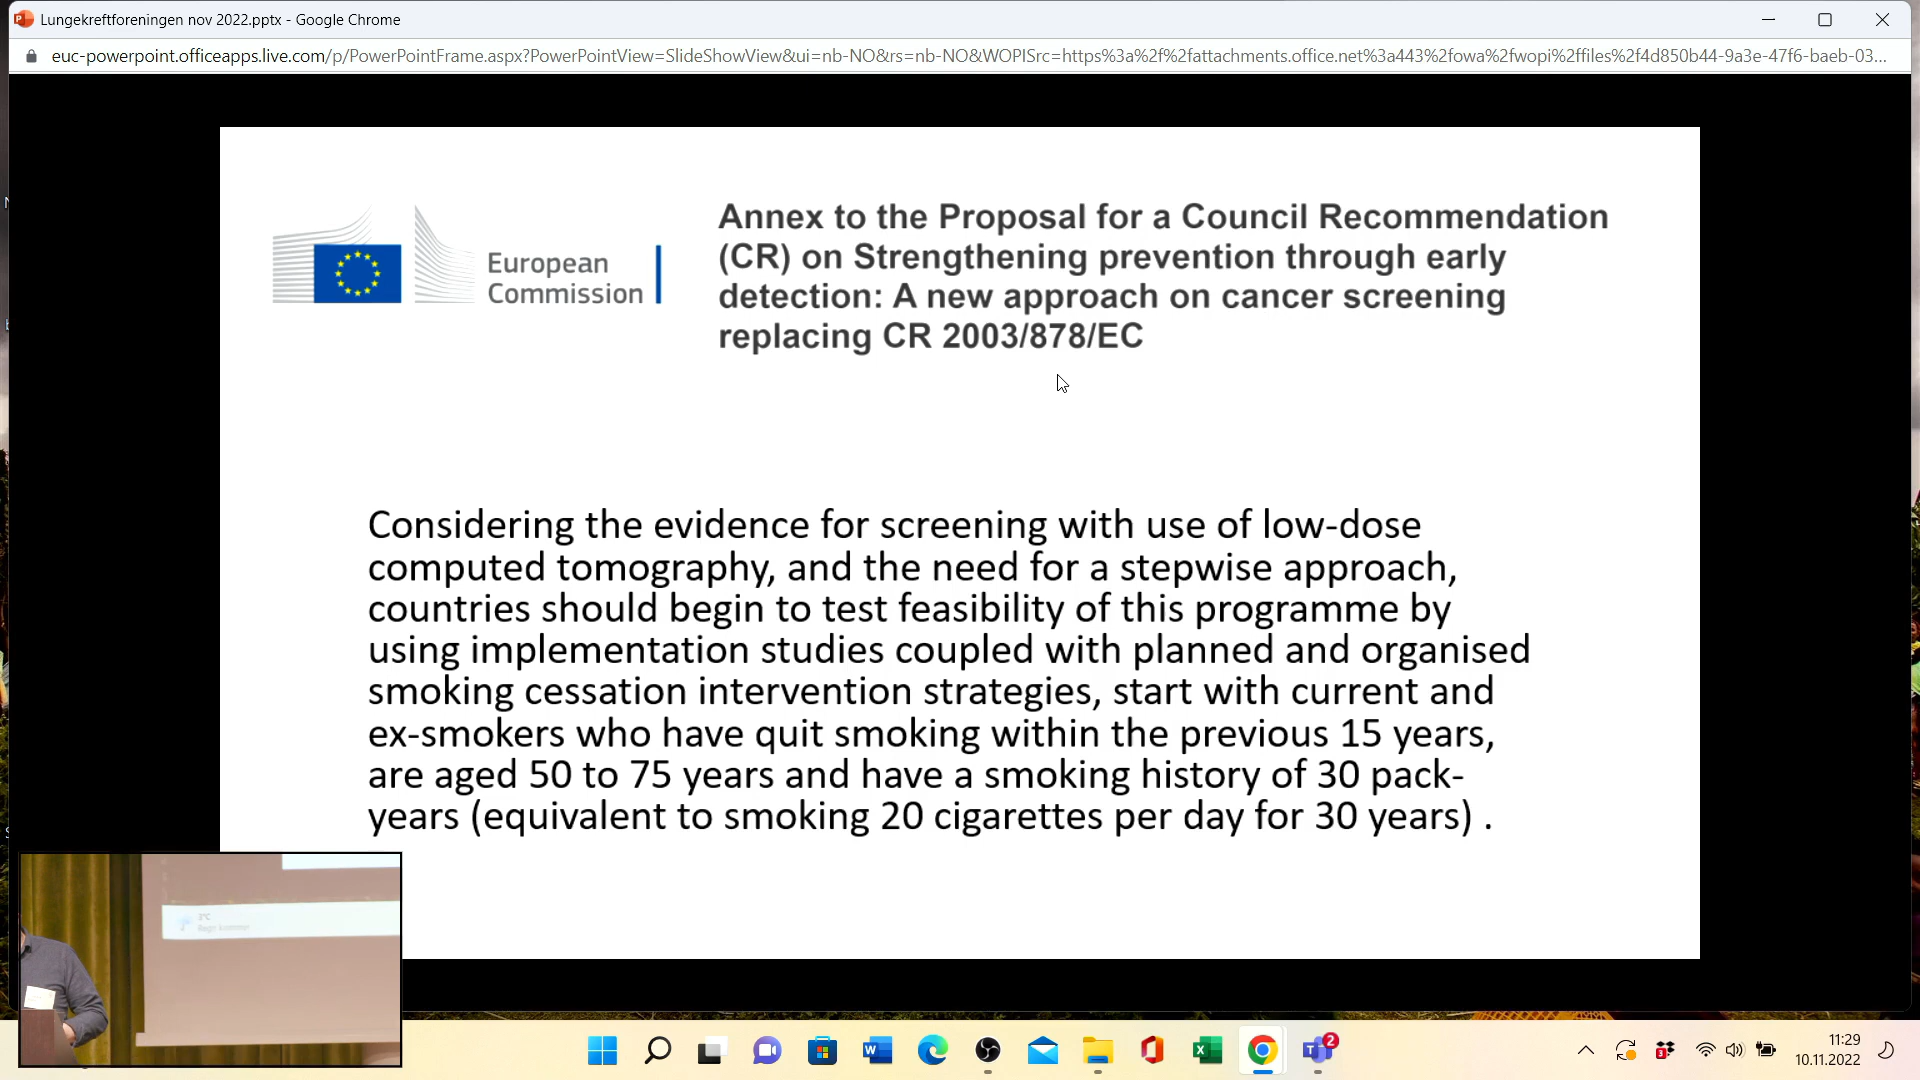 Lungekreftforeningen nov 2022.pptx - Google Chrome
euc-powerpoint.officeapps.live.com/p/PowerPointFrame.aspx?PowerPointView=SlideShowView&ui=nb-NO&rs=nb-NO&WOPISrc=https%3a%2f%2fattachments.office.net%3a443%2fowa%2fwopi%2ffiles%2f4d850b44-9a3e-47f6-baeb-03...
European
Commission
Annex to the Proposal for a Council Recommendation
(CR) on Strengthening prevention through early
detection: A new approach on cancer screening
replacing CR 2003/878/EC
Considering the evidence for screening with use of low-dose
computed tomography, and the need for a stepwise approach,
countries should begin to test feasibility of this programme by
using implementation studies coupled with planned and organised
smoking cessation intervention strategies, start with current and
ex-smokers who have quit smoking within the previous 15 years,
are aged 50 to 75 years and have a smoking history of 30 pack-
years (equivalent to smoking 20 cigarettes per day for 30 years) .
3°C
2
3
11:29
10.11.2022